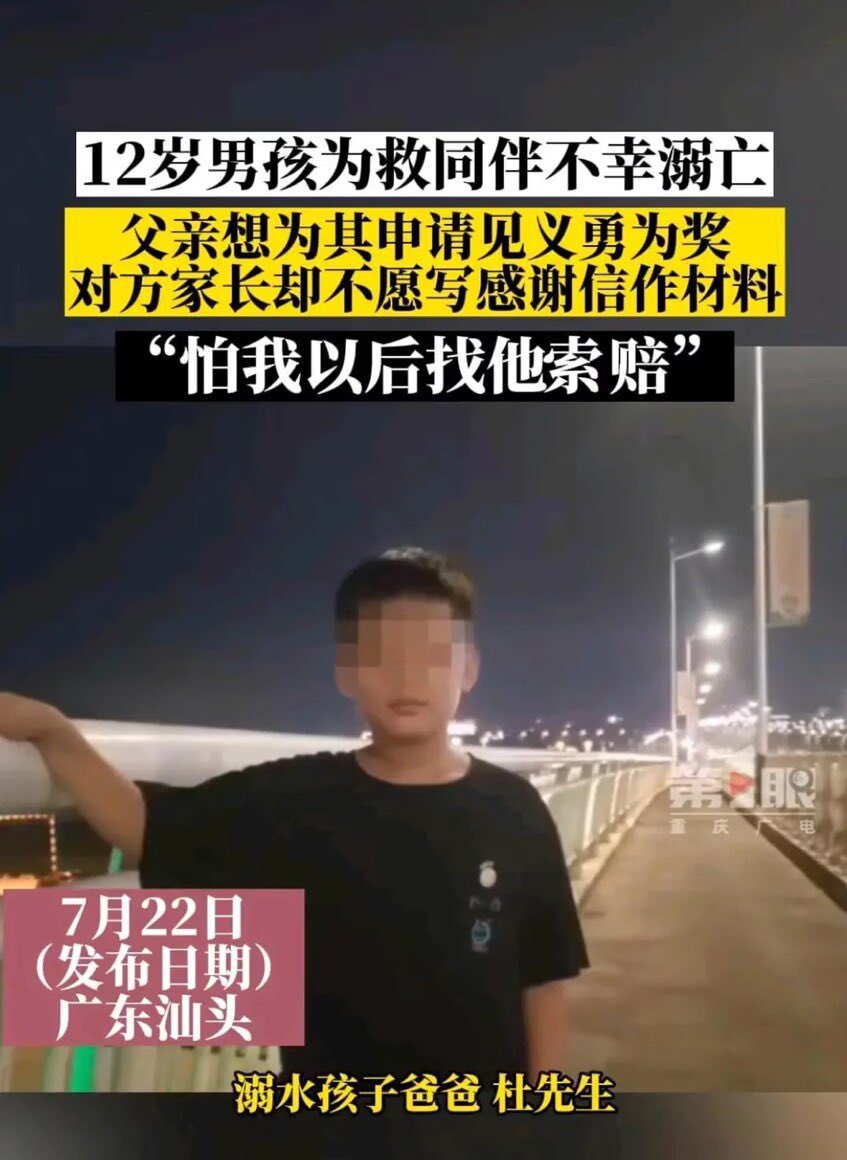 12岁男孩为救同伴不幸溺亡
父亲想为其申请见义勇为奖
对方家长却不愿写感谢信作材料
“怕我以后找他索赔”
第1眼
重庆广电
7月22日
（发布日期）
广东汕头
溺水孩子爸爸 杜先生